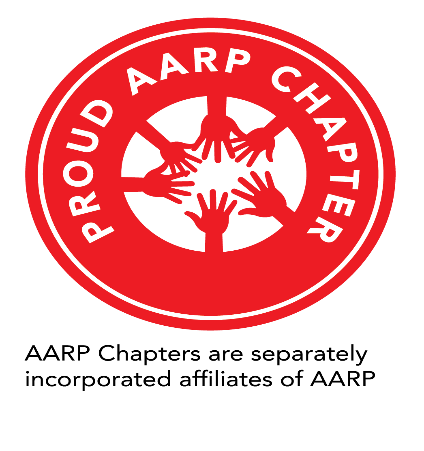 PROUD AARP CHAPTER
AARP Chapters are separately
incorporated affiliates of AARP